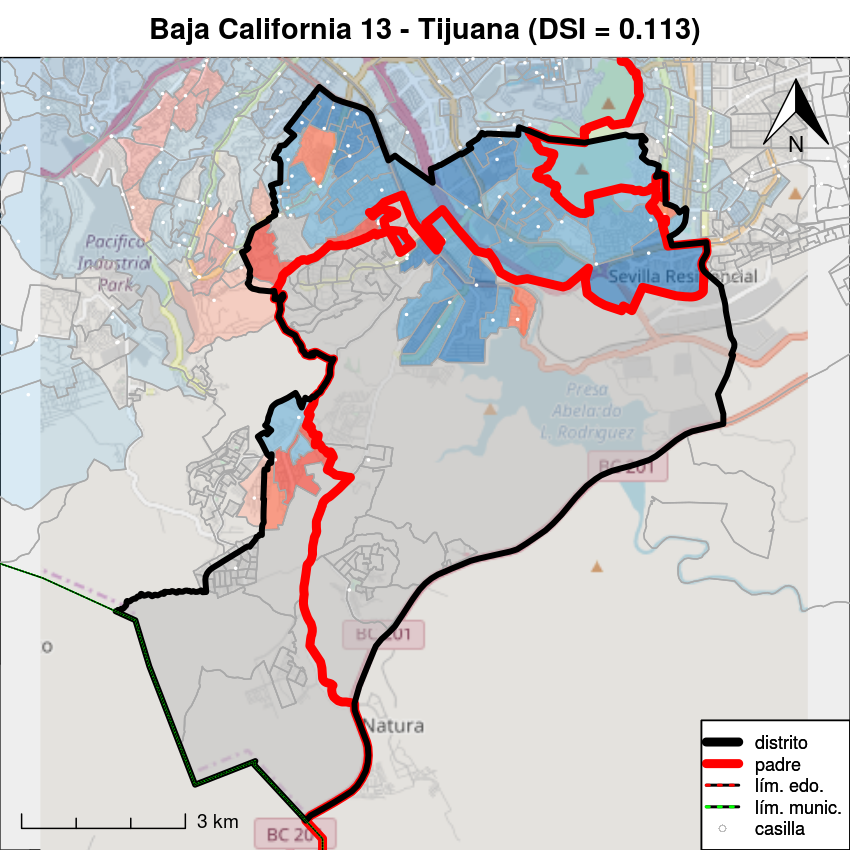 Baja California 13 - Tijuana (DSI = 0.113)
N
Pacifico
Industrial
Park
Sevilla Residencial
Presa
Abelardo
L. Rodriguez
BC 201
BC 201
o
Natura
BC 20
3 km
distrito
padre
lím. edo.
lím. munic.
casilla